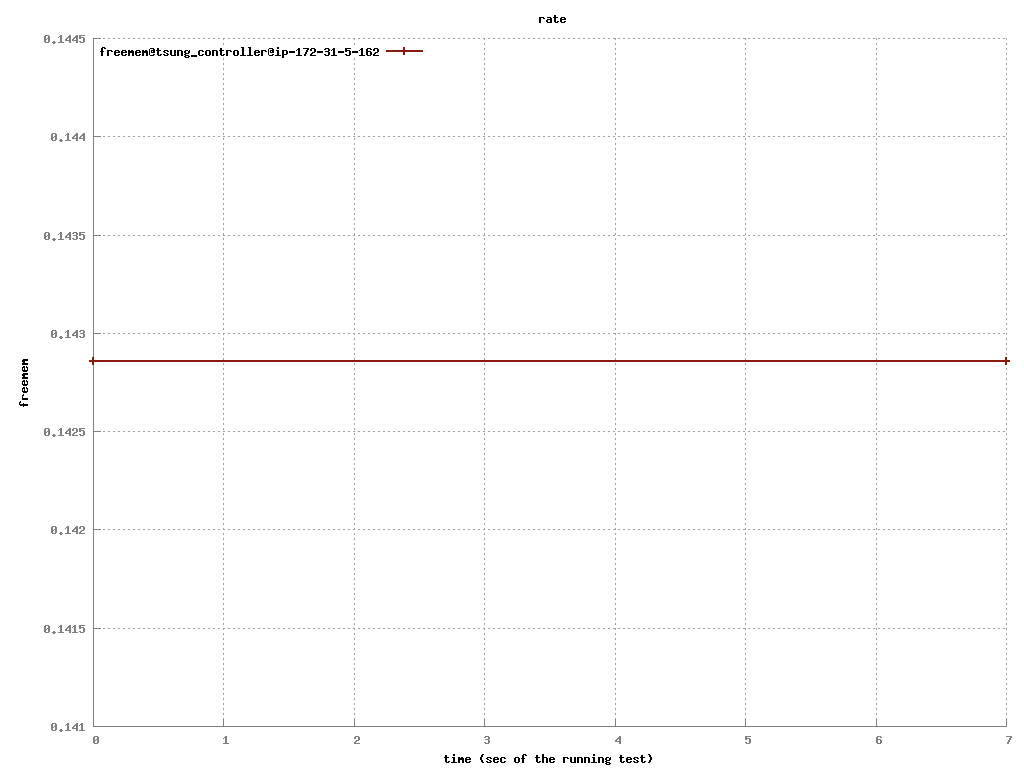 rate
0.1445
freemem@tsung_controller@ip-172-31-5-162
0.144
0.1435
0.143
freemem
0.1425
0.142
0.1415
0.141
0 1 2 3 4 5 6 7
time (sec of the running test)